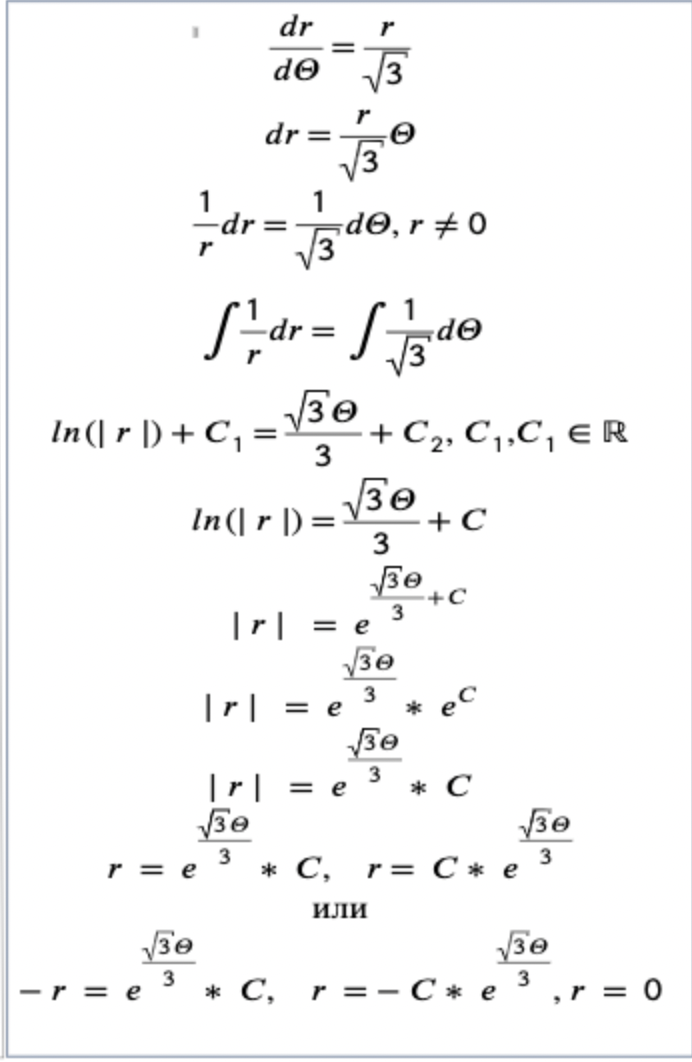 dr/dΘ = r/√3
dr = r/√3 Θ
1/r dr = 1/√3 dΘ, r ≠ 0
∫ 1/r dr = ∫ 1/√3 dΘ
ln(| r |) + C₁ = √3Θ/3 + C₂, C₁,C₁ ∈ ℝ
ln(| r |) = √3Θ/3 + C
| r | = e^(√3Θ/3 + C)
| r | = e^(√3Θ/3) * e^C
| r | = e^(√3Θ/3) * C
r = e^(√3Θ/3) * C, r = C * e^(√3Θ/3)
или
− r = e^(√3Θ/3) * C, r = − C * e^(√3Θ/3), r = 0